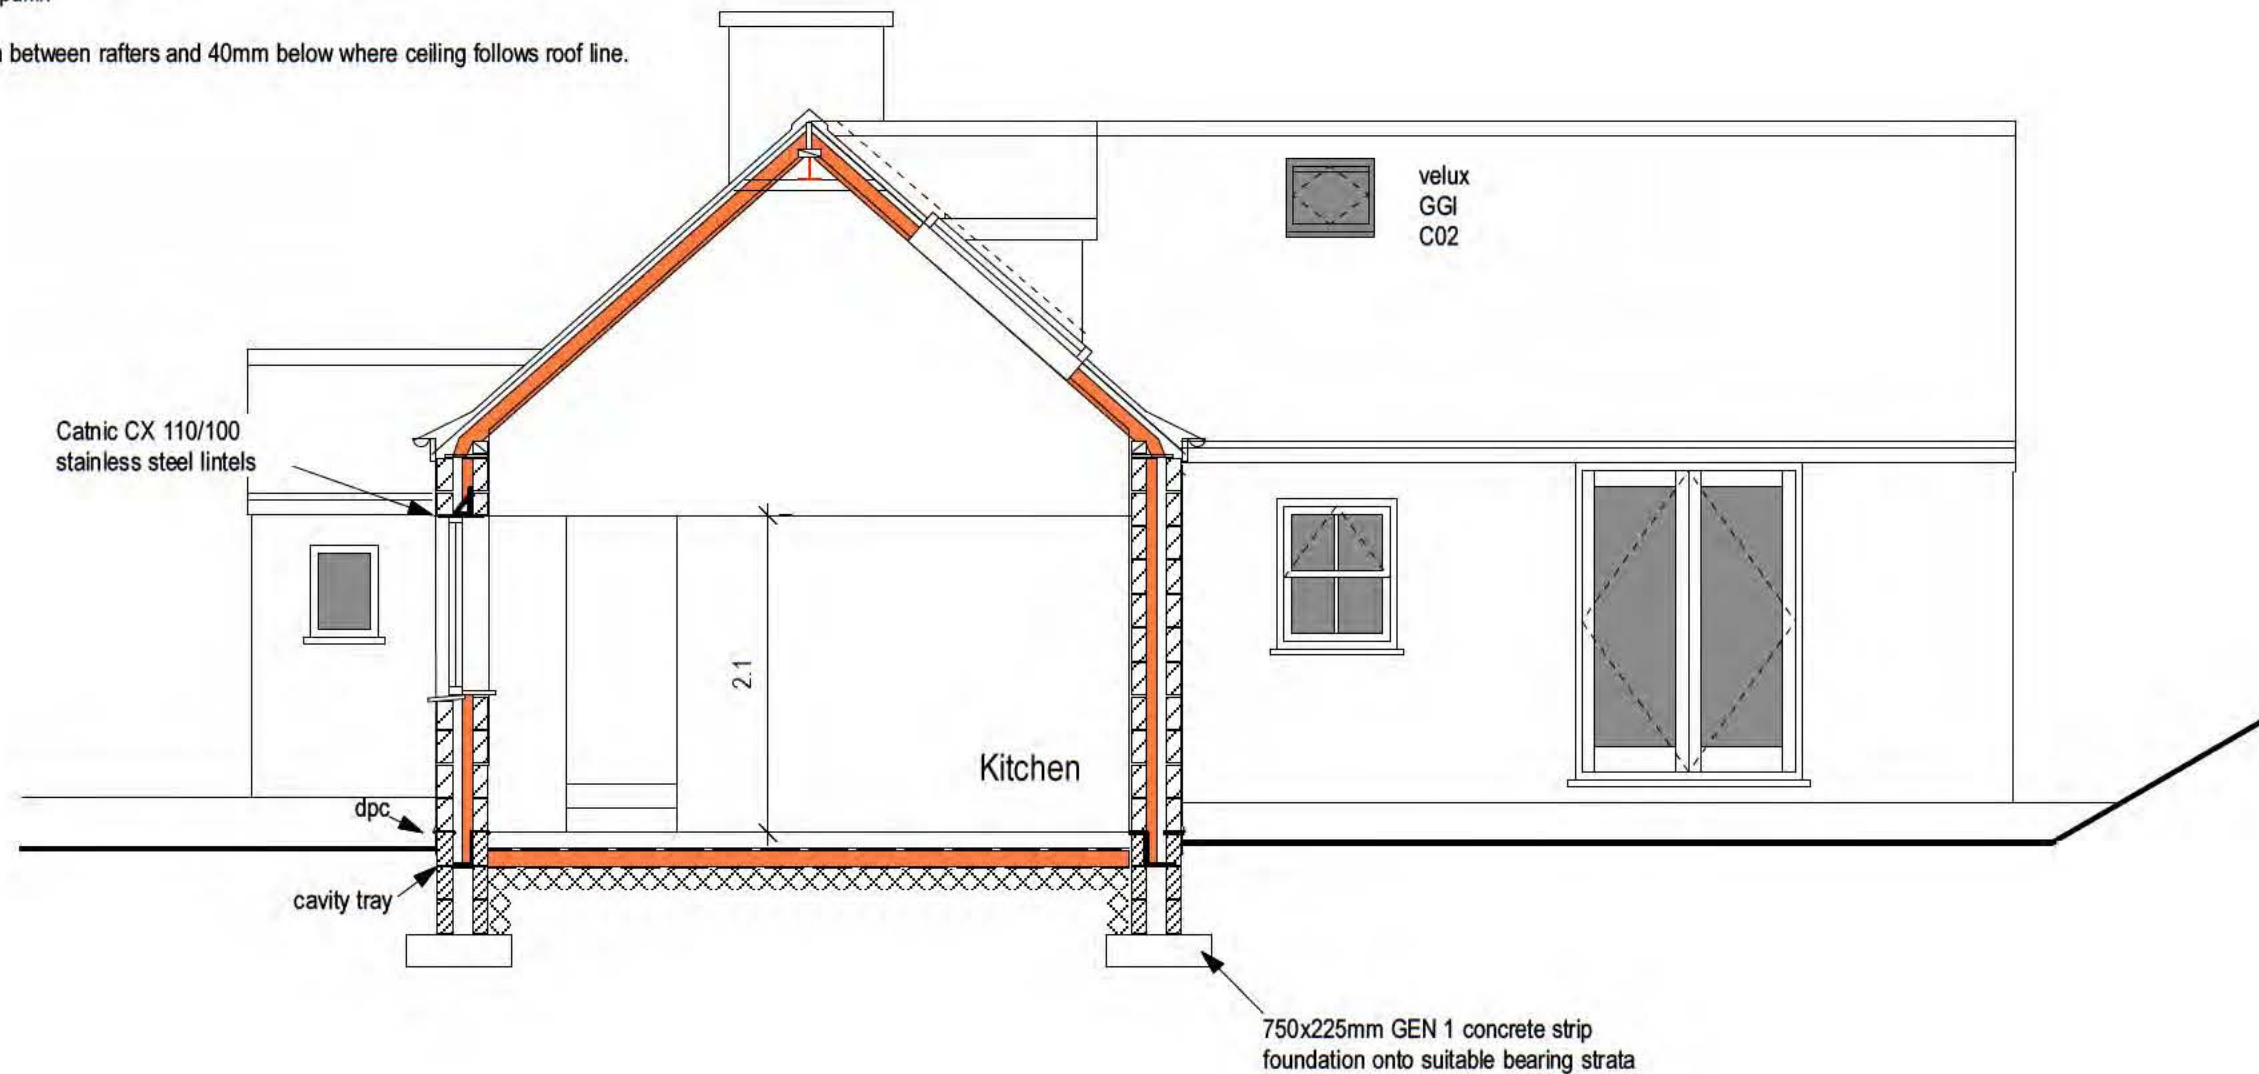 between rafters and 40mm below where ceiling follows roof line.
velux
GGl
C02
Catnic CX 110/100
stainless steel lintels
2.1
Kitchen
dpc
cavity tray
750x225mm GEN 1 concrete strip
foundation onto suitable bearing strata